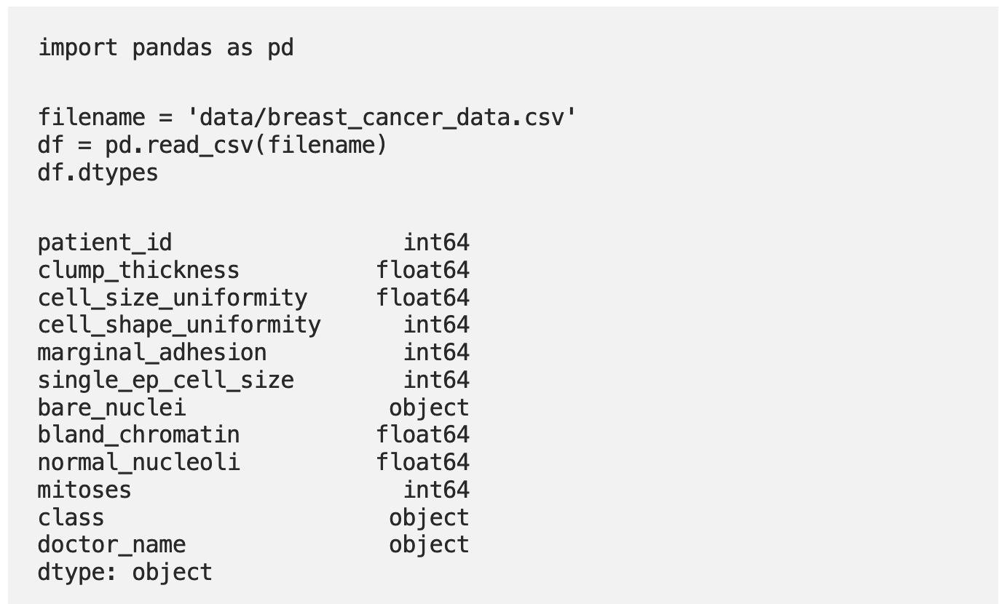 import pandas as pd
filename = 'data/breast_cancer_data.csv'
df = pd.read_csv(filename)
df.dtypes
patient_id int64
clump_thickness float64
cell_size_uniformity float64
cell_shape_uniformity int64
marginal_adhesion int64
single_ep_cell_size int64
bare_nuclei object
bland_chromatin float64
normal_nucleoli float64
mitoses int64
class object
doctor_name object
dtype: object